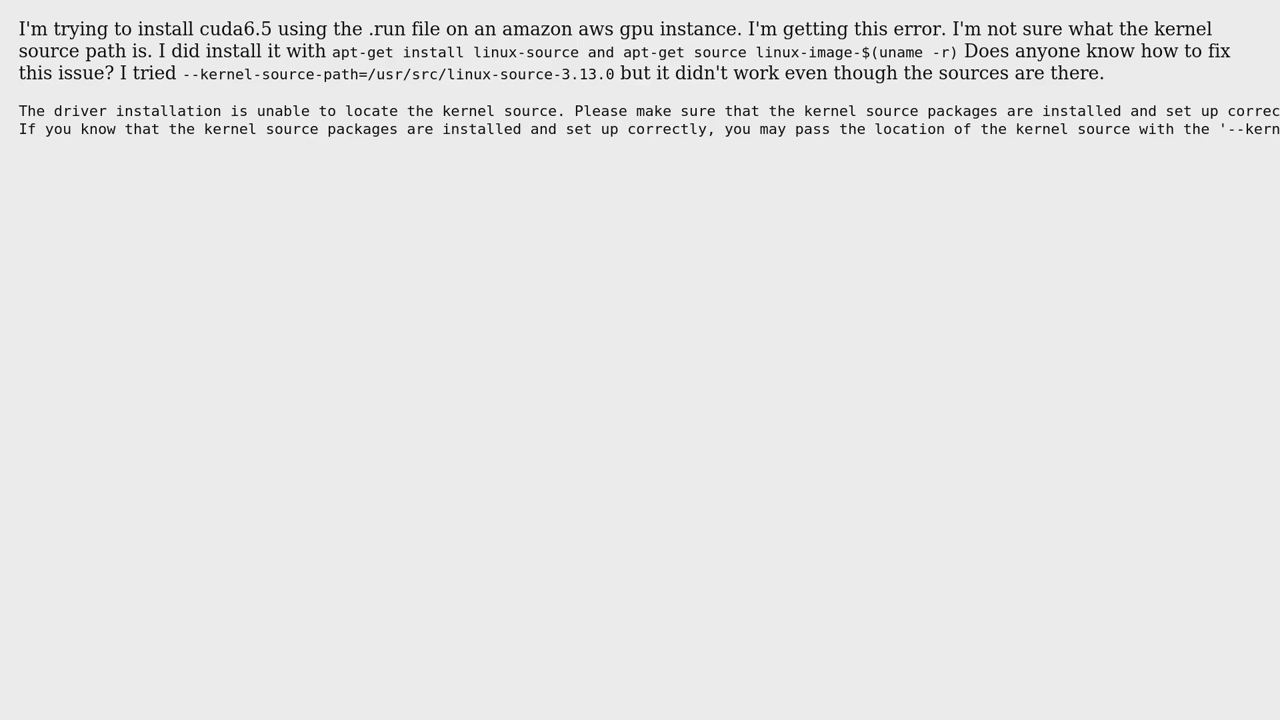 I'm trying to install cuda6.5 using the .run file on an amazon aws gpu instance. I'm getting this error. I'm not sure what the kernel
source path is. I did install it with apt-get install linux-source and apt-get source linux-image-$(uname -r) Does anyone know how to fix
this issue? I tried --kernel-source-path=/usr/src/linux-source-3.13.0 but it didn't work even though the sources are there.
The driver installation is unable to locate the kernel source. Please make sure that the kernel source packages are installed and set up correc
If you know that the kernel source packages are installed and set up correctly, you may pass the location of the kernel source with the '--kern